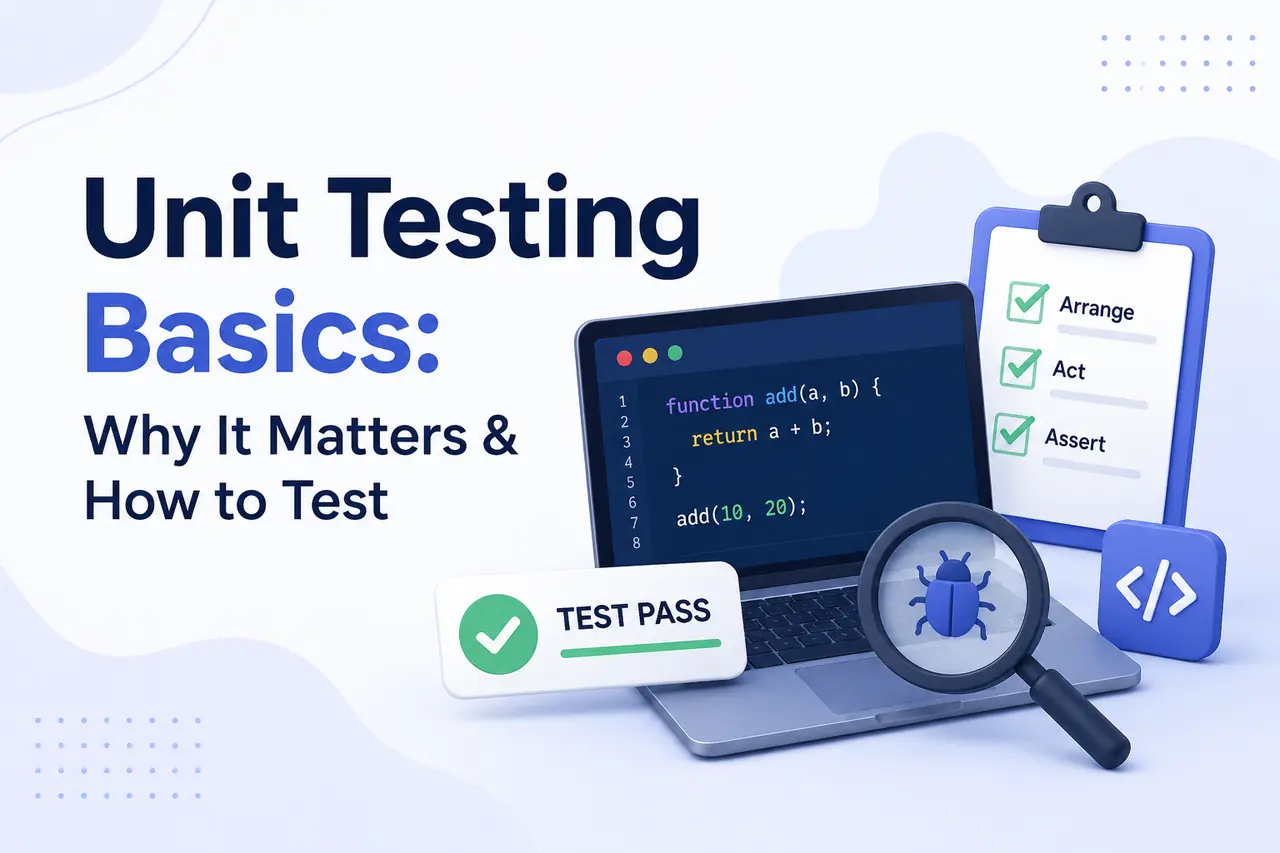 Unit Testing
Basics:
Why It Matters &
How to Test
1
2
3
4
5
6
7
8
function add(a, b) {
return a + b;
}
add(10, 20);
Arrange
Act
Assert
TEST PASS
</>